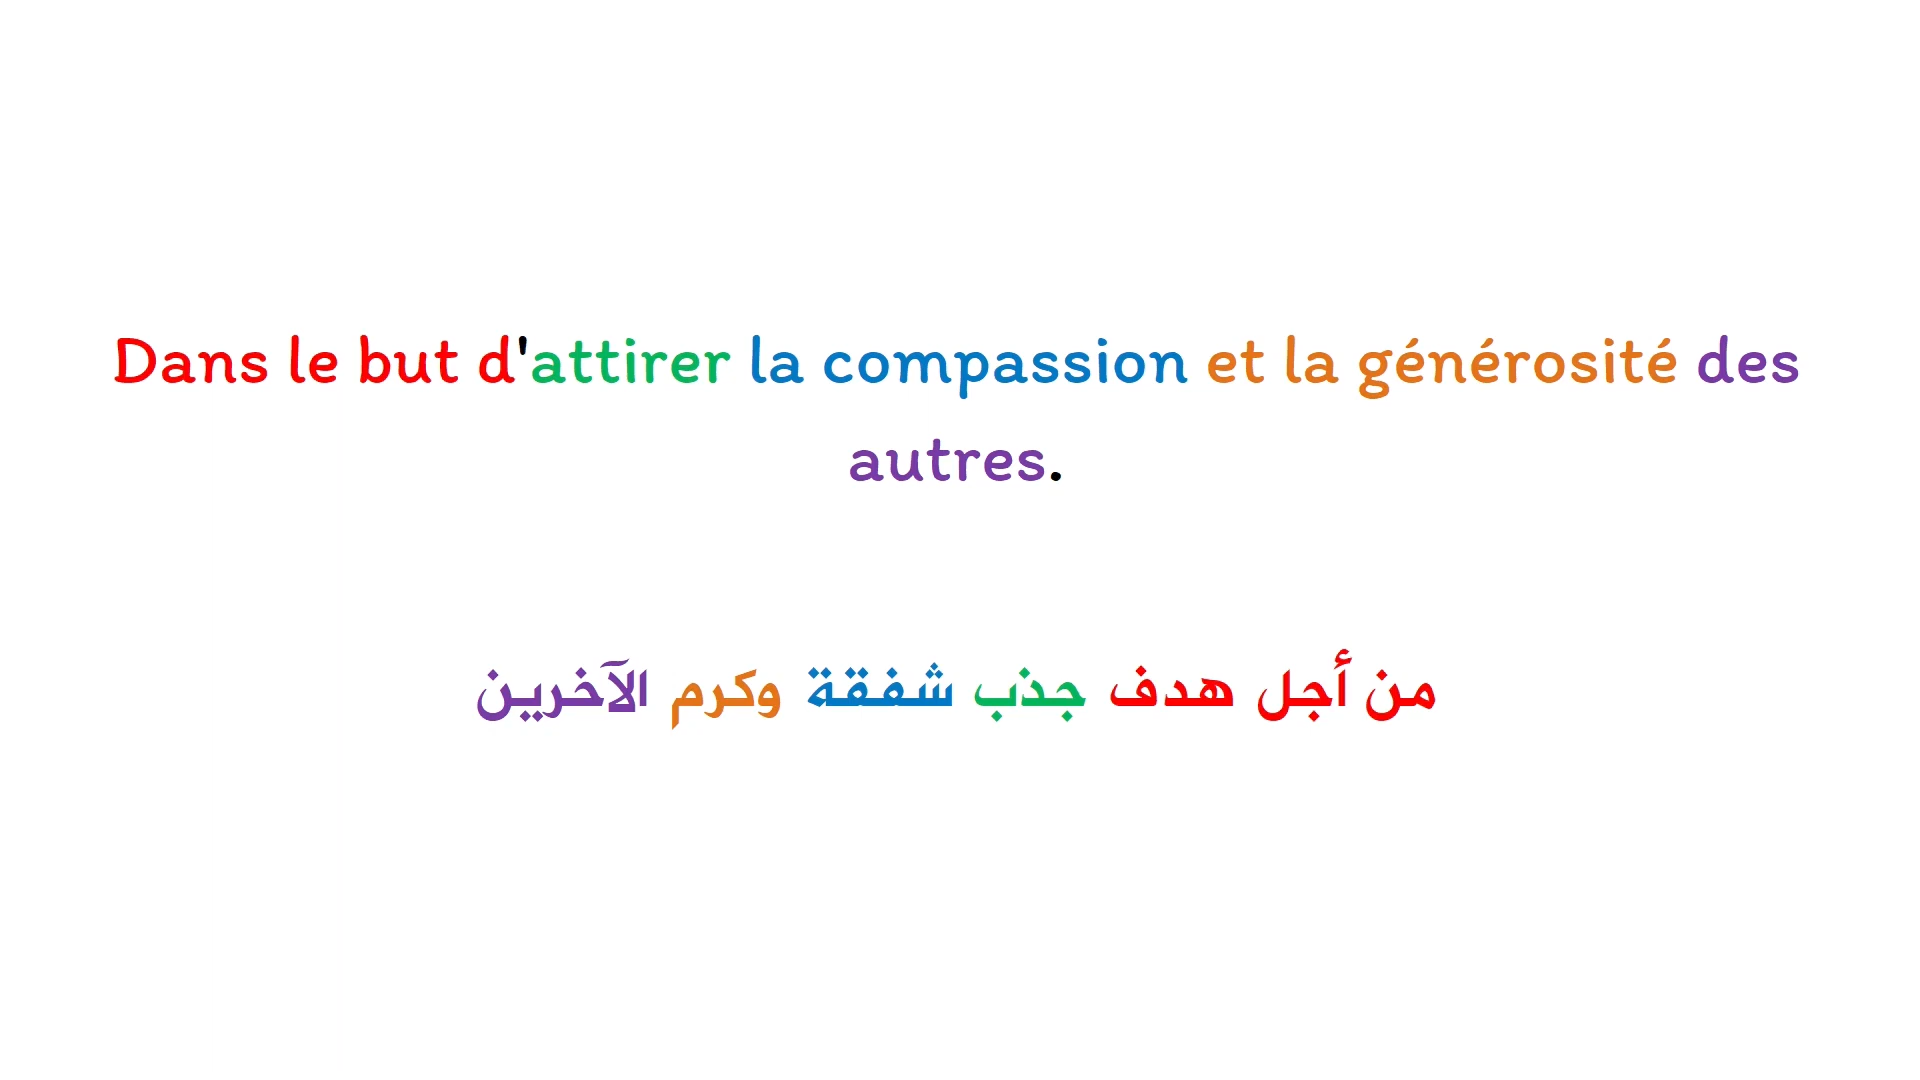 Dans le but d'attirer la compassion et la générosité des
autres.
من أجل هدف جذب شفقة وكرم الآخرين